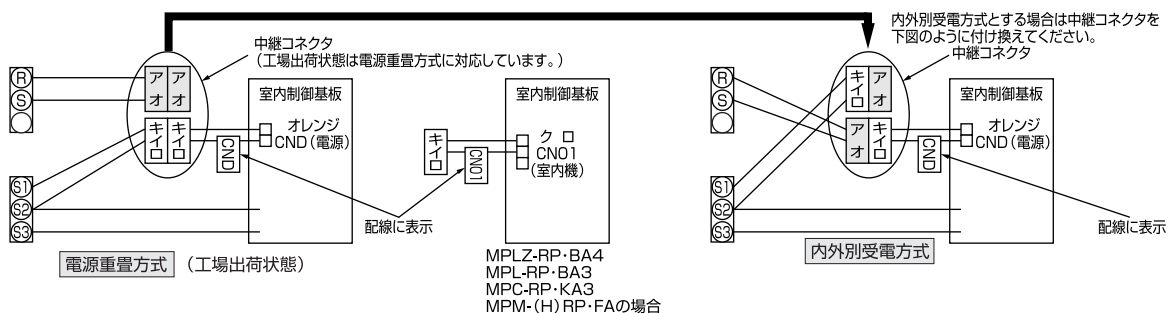 中継コネクタ
(工場出荷状態は電源重畳方式に対応しています。)
R
S
アオ
アオ
キイロ
キイロ
S1
S2
S3
CND
室内制御基板
オレンジ
CND(電源)
配線に表示
電源重畳方式 (工場出荷状態)
キイロ
CN01
室内制御基板
クロ
CN01
(室内機)
MPLZ-RP・BA4
MPL-RP・BA3
MPC-RP・KA3
MPM-(H)RP・FAの場合
内外別受電方式とする場合は中継コネクタを
下図のように付け換えてください。
中継コネクタ
R
S
キイロ
アオ
アオ
キイロ
S1
S2
S3
CND
室内制御基板
オレンジ
CND(電源)
配線に表示
内外別受電方式